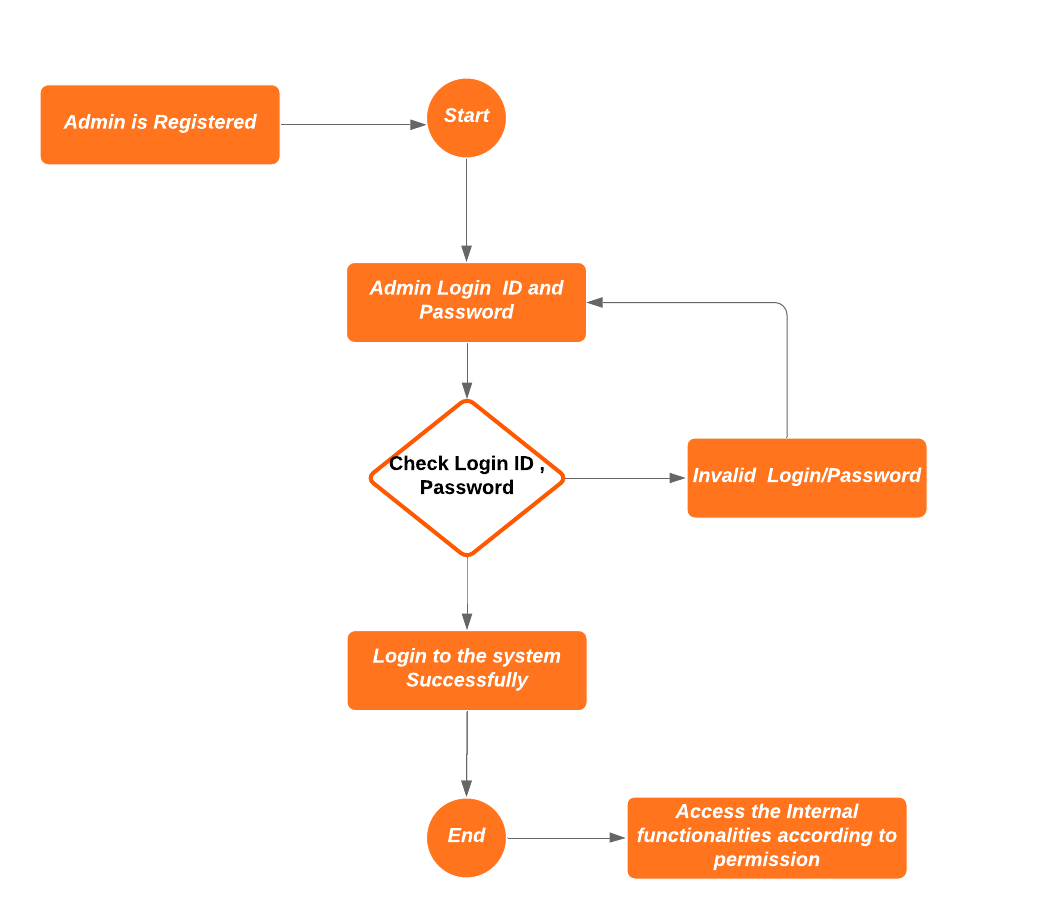 Admin is Registered
Start
Admin Login  ID and
Password
Check Login ID ,
Password
Invalid  Login/Password
Login to the system
Successfully
End
Access the Internal
functionalities according to
permission